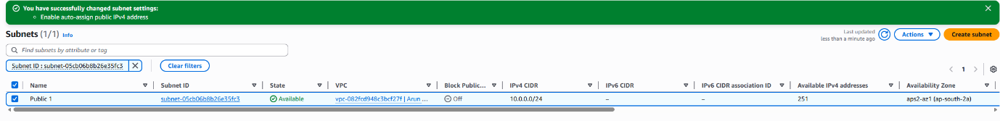 You have successfully changed subnet settings:
• Enable auto-assign public IPv4 address
Subnets (1/1) Info
Last updated
less than a minute ago
Actions
Create subnet
Find subnets by attribute or tag
Subnet ID : subnet-05cb06b8b26e35fc3
Clear filters
1
Name Subnet ID State VPC Block Public... IPv4 CIDR IPv6 CIDR IPv6 CIDR association ID Available IPv4 addresses Availability Zone
Public 1 subnet-05cb06b8b26e35fc3 Available vpc-082fcd948c3bcf27f | Arun ... Off 10.0.0.0/24 – – 251 aps2-az1 (ap-south-2a)